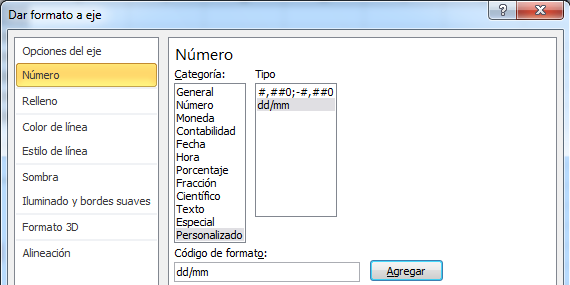 Dar formato a eje
Opciones del eje
Número
Relleno
Color de línea
Estilo de línea
Sombra
Iluminado y bordes suaves
Formato 3D
Alineación
Número
Categoría:
General
Número
Moneda
Contabilidad
Fecha
Hora
Porcentaje
Fracción
Científico
Texto
Especial
Personalizado
Tipo
#,##0;-#,##0
dd/mm
Código de formato:
dd/mm
Agregar